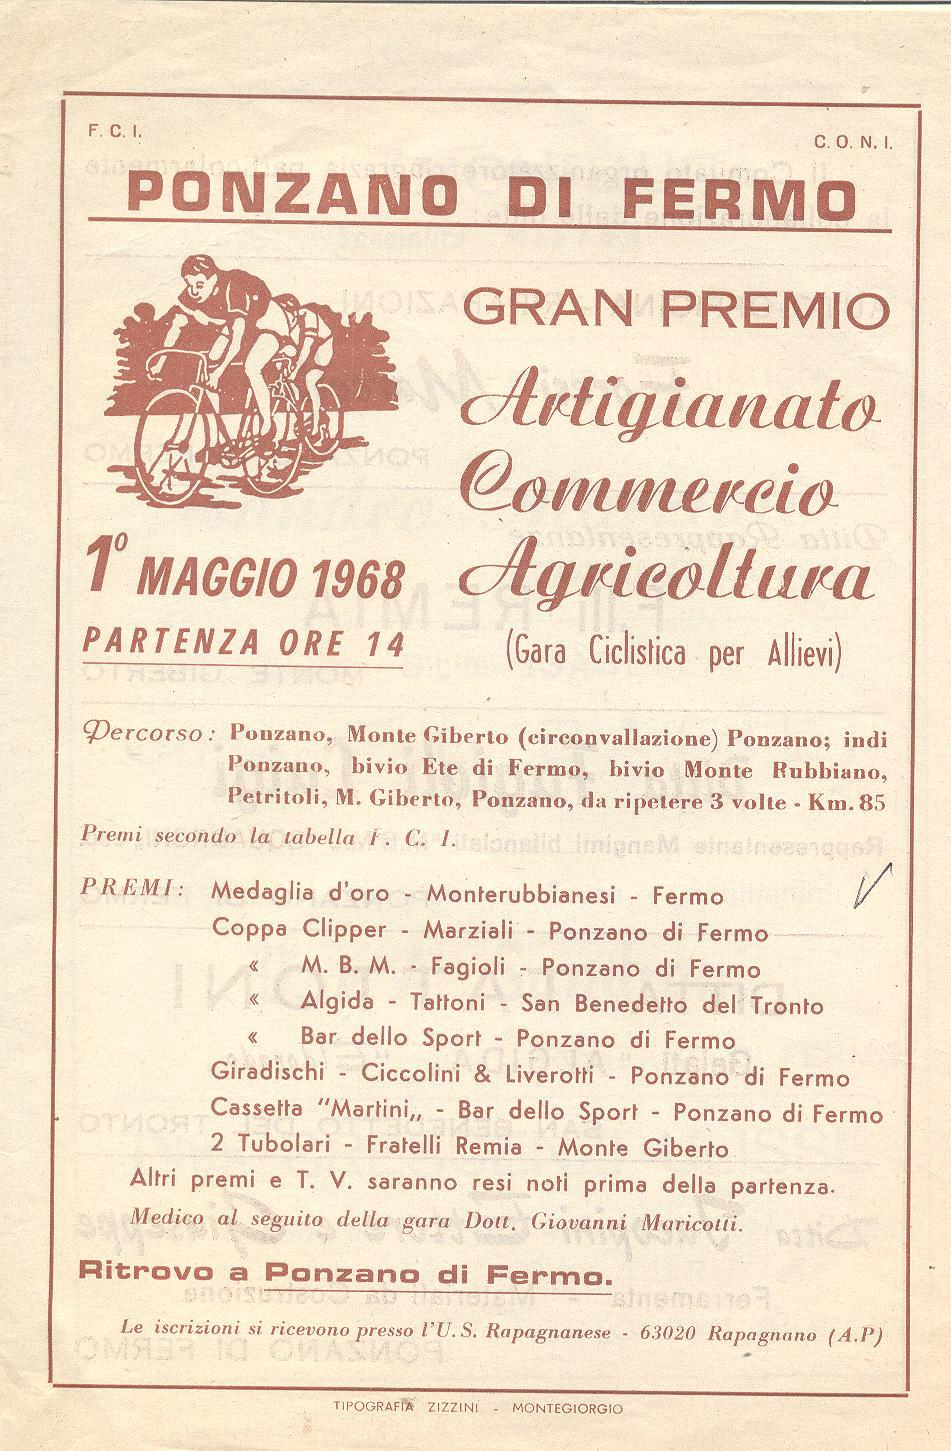 F. C. I.
C. O. N. I.
PONZANO DI FERMO
GRAN PREMIO
Artigianato
Commercio
Agricoltura
(Gara Ciclistica per Allievi)
1º MAGGIO 1968
PARTENZA ORE 14
Percorso: Ponzano, Monte Giberto (circonvallazione) Ponzano; indi
Ponzano, bivio Ete di Fermo, bivio Monte Rubbiano,
Petritoli, M. Giberto, Ponzano, da ripetere 3 volte - Km. 85
Premi secondo la tabella F. C. I.
PREMI: Medaglia d'oro - Monterubbianesi - Fermo
Coppa Clipper - Marziali - Ponzano di Fermo
« M. B. M. - Fagioli - Ponzano di Fermo
« Algida - Tattoni - San Benedetto del Tronto
« Bar dello Sport - Ponzano di Fermo
Giradischi - Ciccolini & Liverotti - Ponzano di Fermo
Cassetta "Martini„ - Bar dello Sport - Ponzano di Fermo
2 Tubolari - Fratelli Remia - Monte Giberto
Altri premi e T. V. saranno resi noti prima della partenza.
Medico al seguito della gara Dott. Giovanni Maricotti.
Ritrovo a Ponzano di Fermo.
Le iscrizioni si ricevono presso l'U. S. Rapagnanese - 63020 Rapagnano (A.P)
TIPOGRAFIA ZIZZINI - MONTEGIORGIO